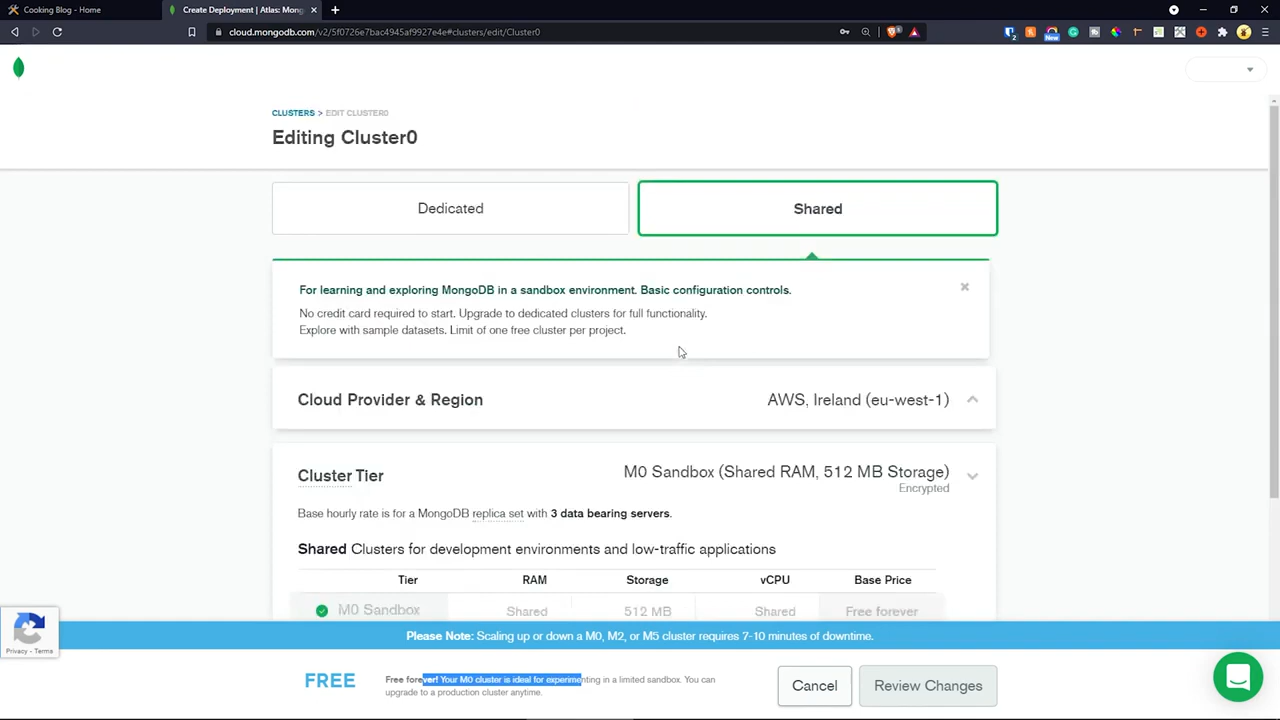 Cooking Blog - Home
Create Deployment | Atlas: Mong
cloud.mongodb.com/v2/5f0726e7bac4945af9927e4e#clusters/edit/Cluster0
New
CLUSTERS > EDIT CLUSTER0
Editing Cluster0
Dedicated
Shared
For learning and exploring MongoDB in a sandbox environment. Basic configuration controls.
No credit card required to start. Upgrade to dedicated clusters for full functionality.
Explore with sample datasets. Limit of one free cluster per project.
Cloud Provider & Region
AWS, Ireland (eu-west-1)
Cluster Tier
M0 Sandbox (Shared RAM, 512 MB Storage)
Encrypted
Base hourly rate is for a MongoDB replica set with 3 data bearing servers.
Shared Clusters for development environments and low-traffic applications
Tier RAM Storage vCPU Base Price
M0 Sandbox Shared 512 MB Shared Free forever
Please Note: Scaling up or down a M0, M2, or M5 cluster requires 7-10 minutes of downtime.
Privacy - Terms
FREE
Free forever! Your M0 cluster is ideal for experimenting in a limited sandbox. You can
upgrade to a production cluster anytime.
Cancel
Review Changes